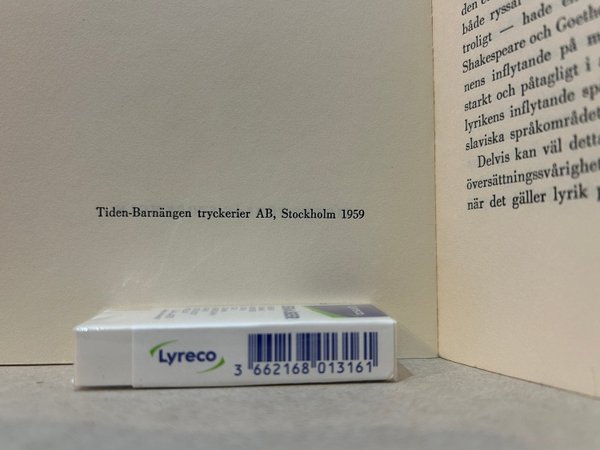 Tiden-Barnängen tryckerier AB, Stockholm 1959
både ryssar
troligt — hade en
Shakespeare och Goethe
nens inflytande på m
starkt och påtagligt i
lyrikens inflytande
slaviska språkområdet
Delvis kan väl detta
översättningssvårighet
när det gäller lyrik
Lyreco
3 662168 013161